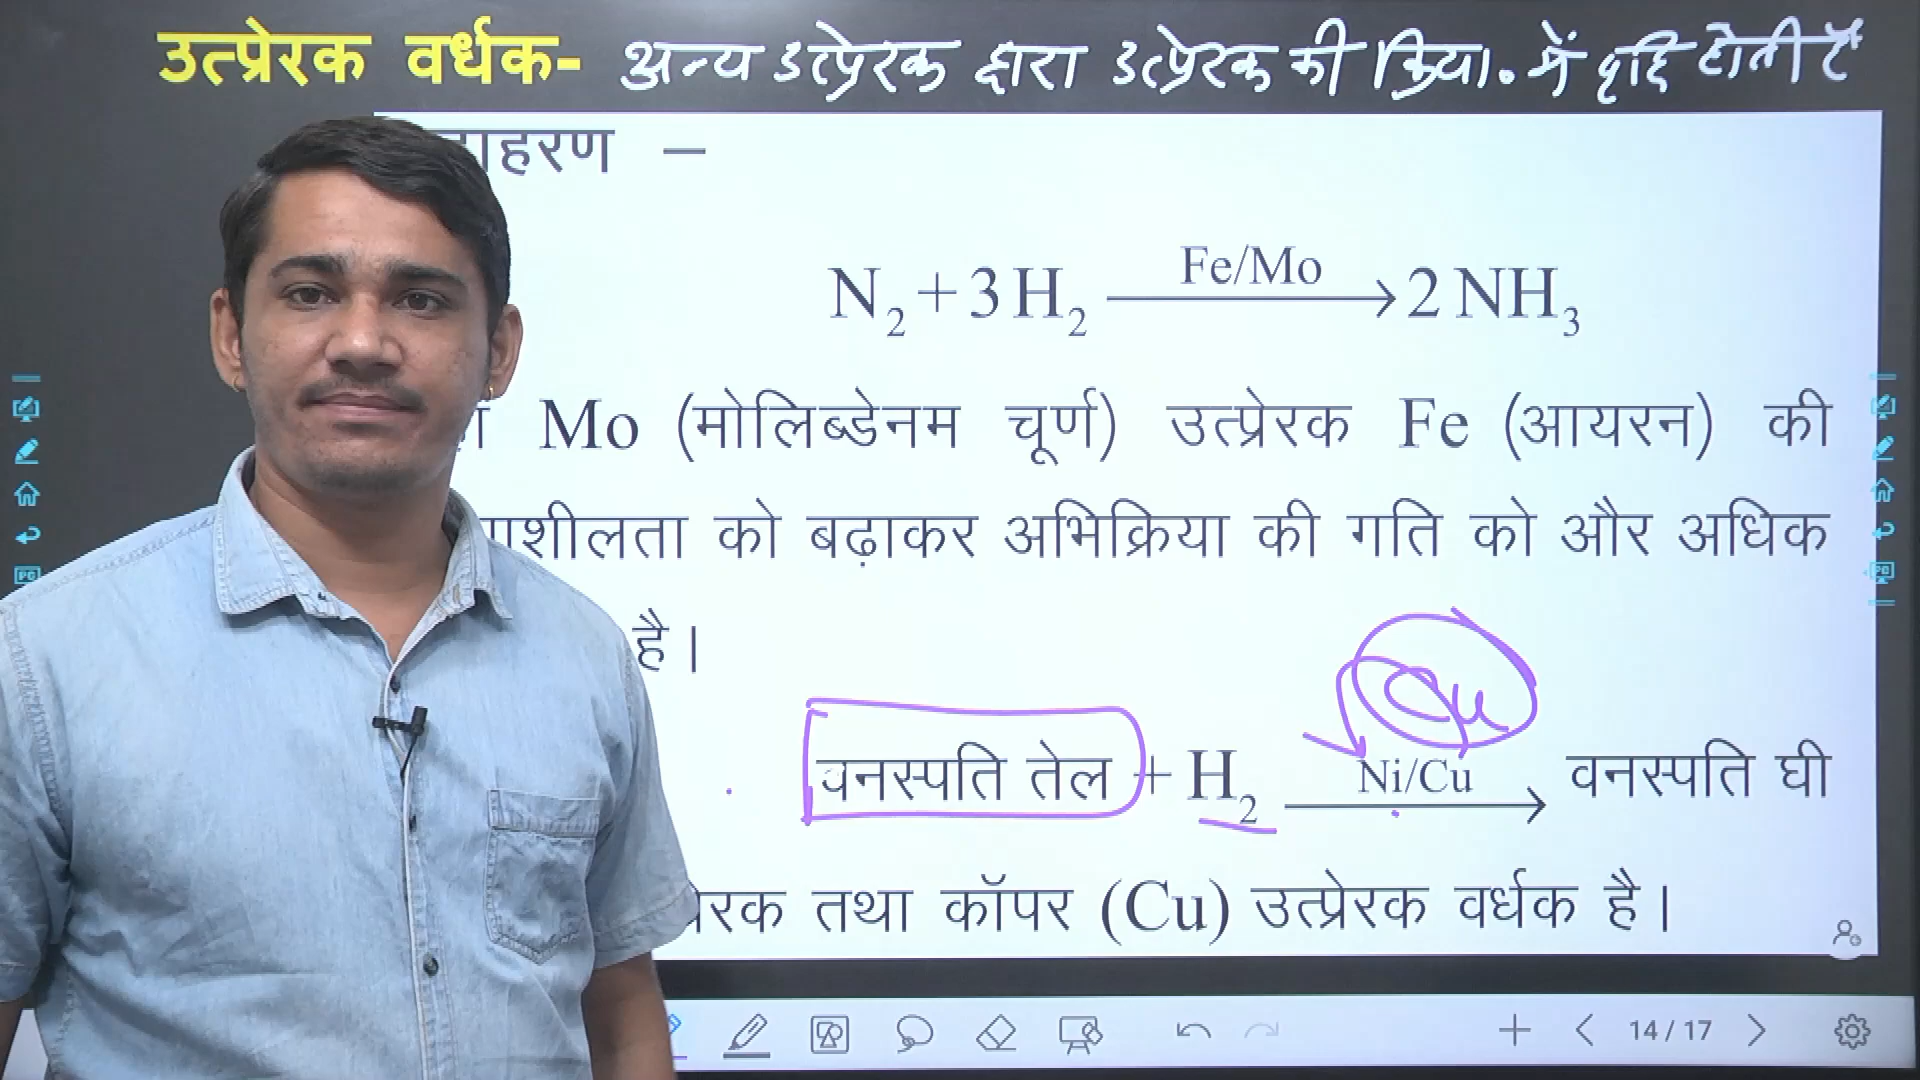 उत्प्रेरक वर्धक- अन्य उत्प्रेरक द्वारा उत्प्रेरक की क्रिया. में वृद्धि होती है
हरण –
N₂ + 3H₂ Fe/Mo → 2NH₃
Mo (मोलिब्डेनम चूर्ण) उत्प्रेरक Fe (आयरन) की
शीलता को बढ़ाकर अभिक्रिया की गति को और अधिक
है।
Cu
वनस्पति तेल + H₂ Ni/Cu → वनस्पति घी
रक तथा कॉपर (Cu) उत्प्रेरक वर्धक है।
14 / 17